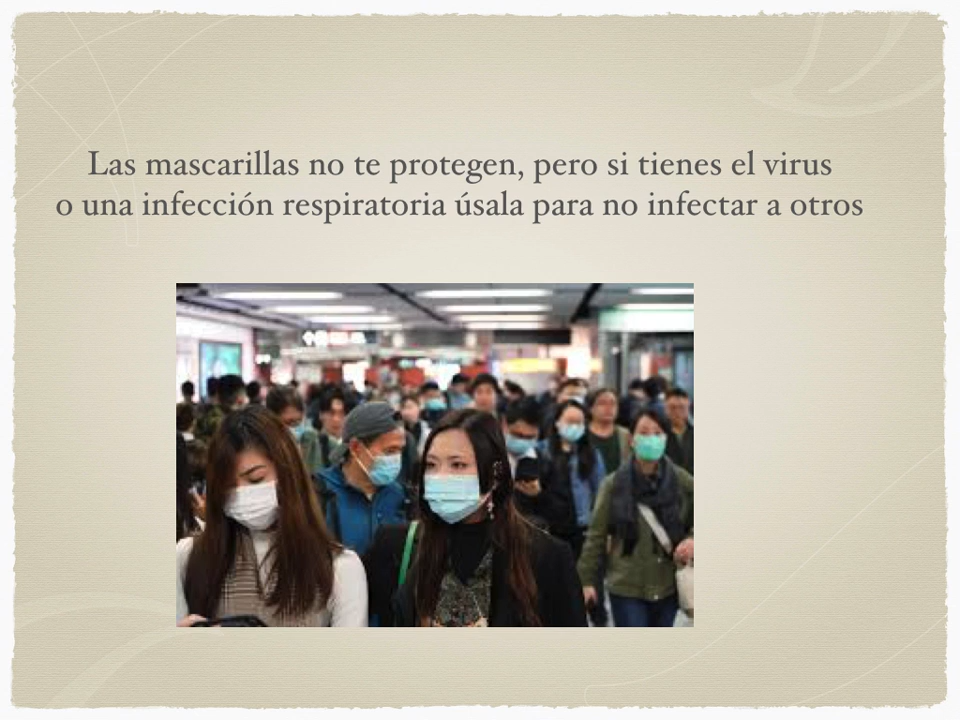 Las mascarillas no te protegen, pero si tienes el virus
o una infección respiratoria úsala para no infectar a otros